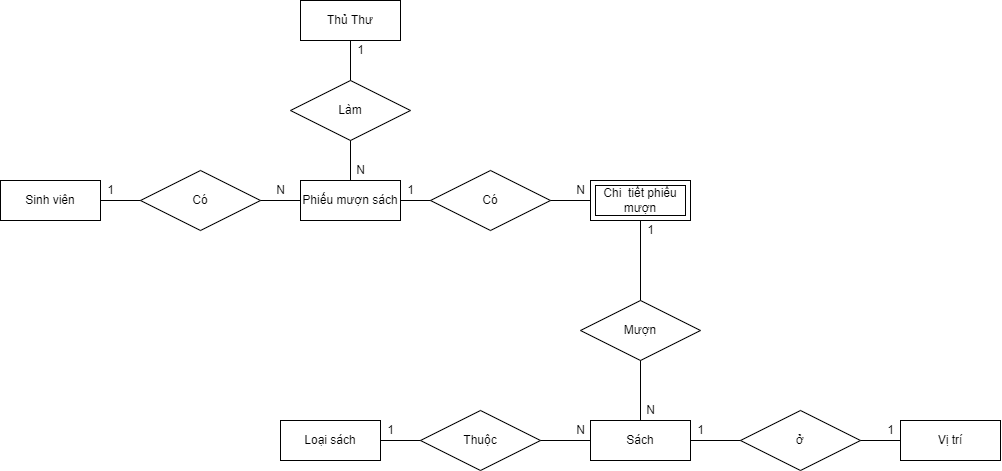 Thủ Thư
1
Làm
N
Sinh viên
1
Có
N
Phiếu mượn sách
1
Có
N
Chi tiết phiếu
mượn
1
Mượn
N
Loại sách
1
Thuộc
N
Sách
1
ở
1
Vị trí